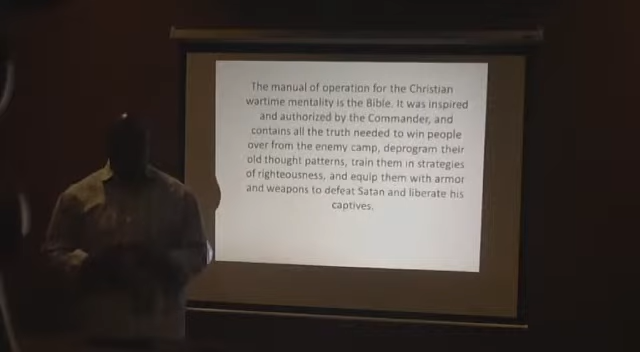 The manual of operation for the Christian
wartime mentality is the Bible. It was inspired
and authorized by the Commander, and
contains all the truth needed to win people
over from the enemy camp, deprogram their
old thought patterns, train them in strategies
of righteousness, and equip them with armor
and weapons to defeat Satan and liberate his
captives.